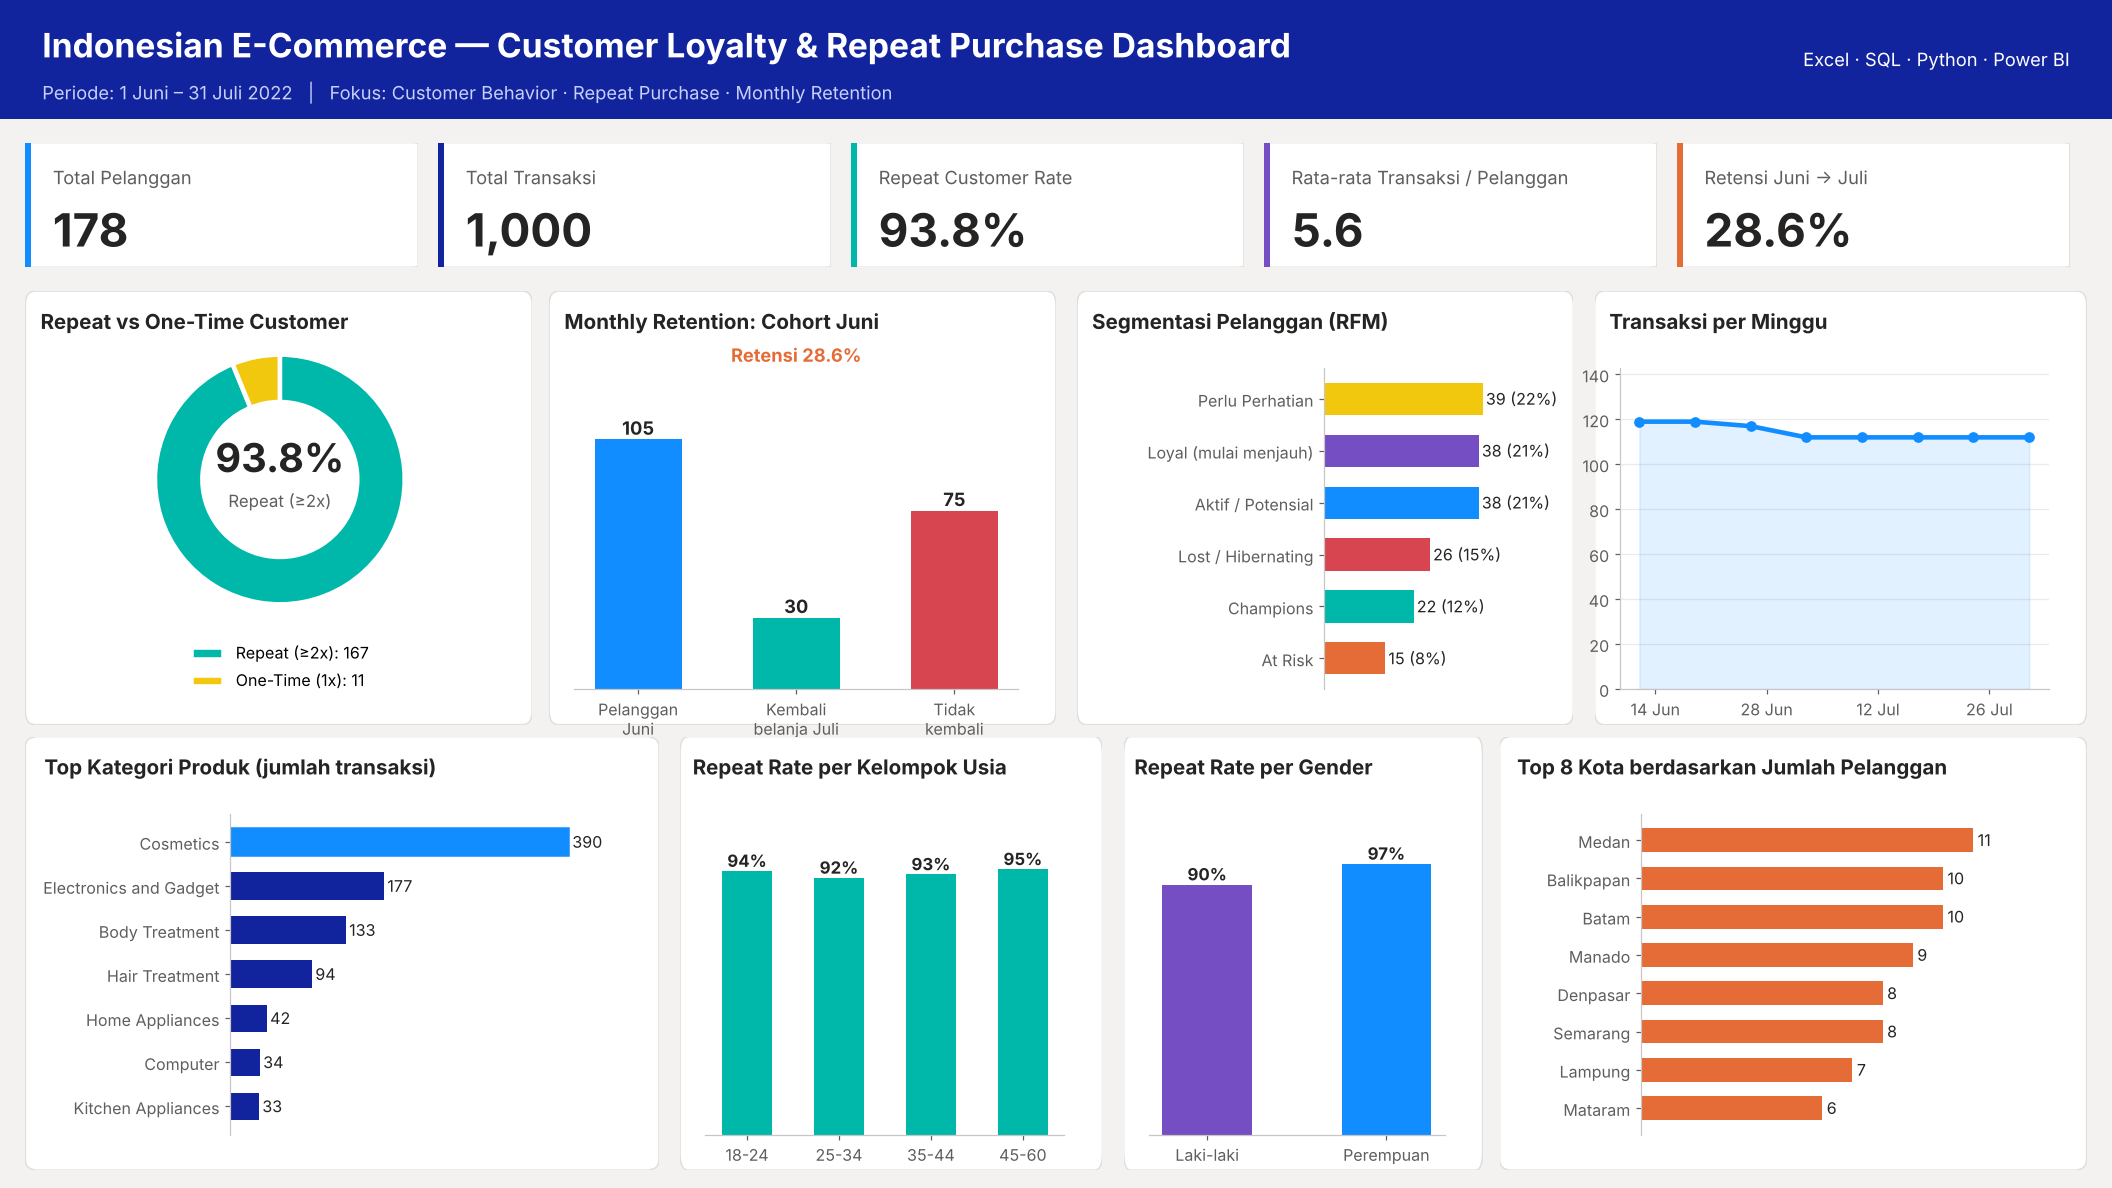 Indonesian E-Commerce — Customer Loyalty & Repeat Purchase Dashboard
Periode: 1 Juni – 31 Juli 2022 | Fokus: Customer Behavior · Repeat Purchase · Monthly Retention
Excel · SQL · Python · Power BI
Total Pelanggan
178
Total Transaksi
1,000
Repeat Customer Rate
93.8%
Rata-rata Transaksi / Pelanggan
5.6
Retensi Juni → Juli
28.6%
Repeat vs One-Time Customer
93.8%
Repeat (≥2x)
Repeat (≥2x): 167
One-Time (1x): 11
Monthly Retention: Cohort Juni
Retensi 28.6%
105
30
75
Pelanggan
Juni
Kembali
belanja Juli
Tidak
kembali
Segmentasi Pelanggan (RFM)
Perlu Perhatian 39 (22%)
Loyal (mulai menjauh) 38 (21%)
Aktif / Potensial 38 (21%)
Lost / Hibernating 26 (15%)
Champions 22 (12%)
At Risk 15 (8%)
Transaksi per Minggu
140
120
100
80
60
40
20
0
14 Jun 28 Jun 12 Jul 26 Jul
Top Kategori Produk (jumlah transaksi)
Cosmetics 390
Electronics and Gadget 177
Body Treatment 133
Hair Treatment 94
Home Appliances 42
Computer 34
Kitchen Appliances 33
Repeat Rate per Kelompok Usia
94% 92% 93% 95%
18-24 25-34 35-44 45-60
Repeat Rate per Gender
90% 97%
Laki-laki Perempuan
Top 8 Kota berdasarkan Jumlah Pelanggan
Medan 11
Balikpapan 10
Batam 10
Manado 9
Denpasar 8
Semarang 8
Lampung 7
Mataram 6